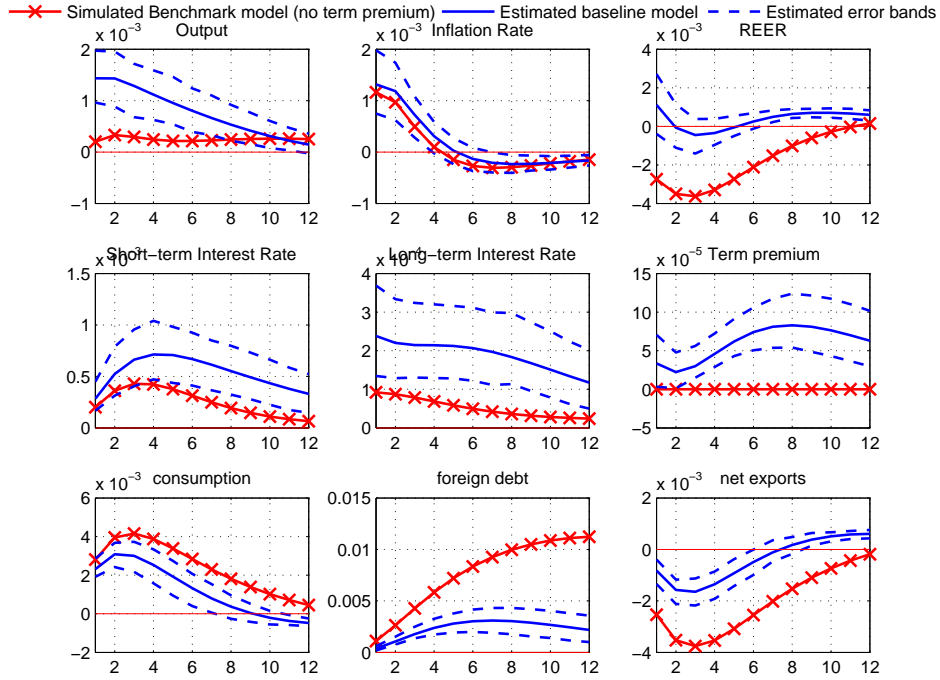 Simulated Benchmark model (no term premium) Estimated baseline model Estimated error bands
x 10⁻³ Output
2
1
0
−1
2 4 6 8 10 12
x 10⁻³ Inflation Rate
2
1
0
−1
2 4 6 8 10 12
x 10⁻³ REER
4
2
0
−2
−4
2 4 6 8 10 12
x 10⁻³ Short−term Interest Rate
1.5
1
0.5
0
2 4 6 8 10 12
x 10⁻⁴ Long−term Interest Rate
4
3
2
1
0
2 4 6 8 10 12
x 10⁻⁵ Term premium
15
10
5
0
−5
2 4 6 8 10 12
x 10⁻³ consumption
6
4
2
0
−2
2 4 6 8 10 12
foreign debt
0.015
0.01
0.005
0
2 4 6 8 10 12
x 10⁻³ net exports
2
0
−2
−4
2 4 6 8 10 12